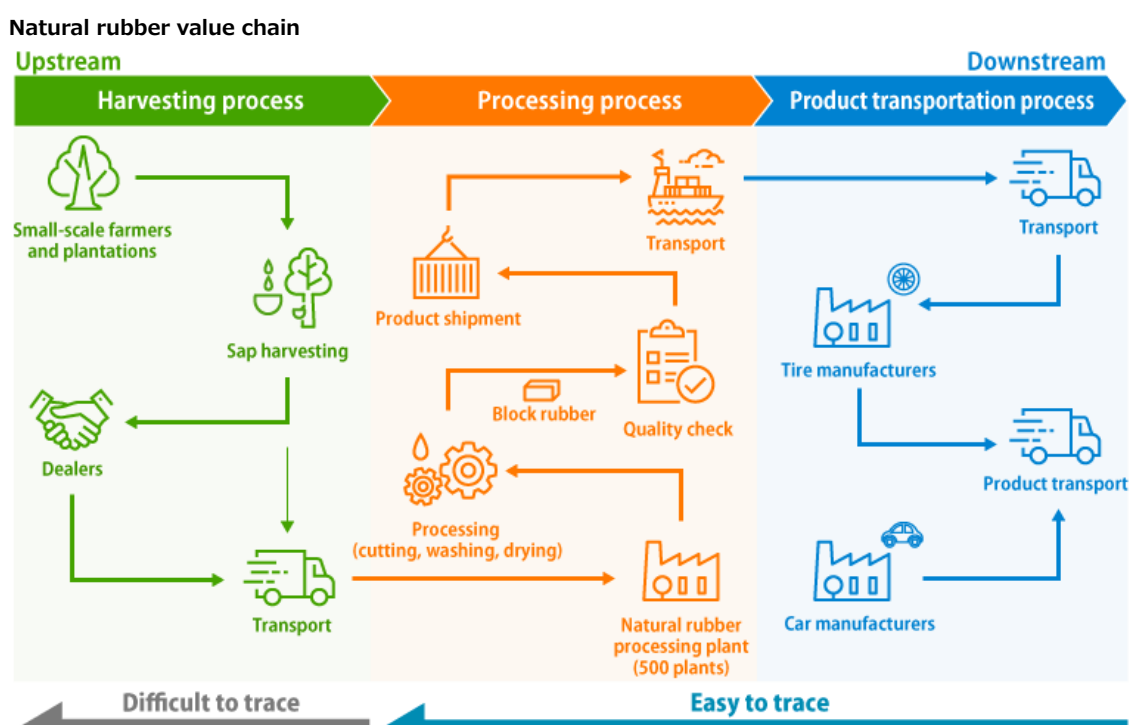 Natural rubber value chain
Upstream
Downstream
Harvesting process
Processing process
Product transportation process
Small-scale farmers
and plantations
Sap harvesting
Dealers
Transport
Transport
Product shipment
Block rubber
Quality check
Processing
(cutting, washing, drying)
Natural rubber
processing plant
(500 plants)
Transport
Tire manufacturers
Product transport
Car manufacturers
Difficult to trace
Easy to trace